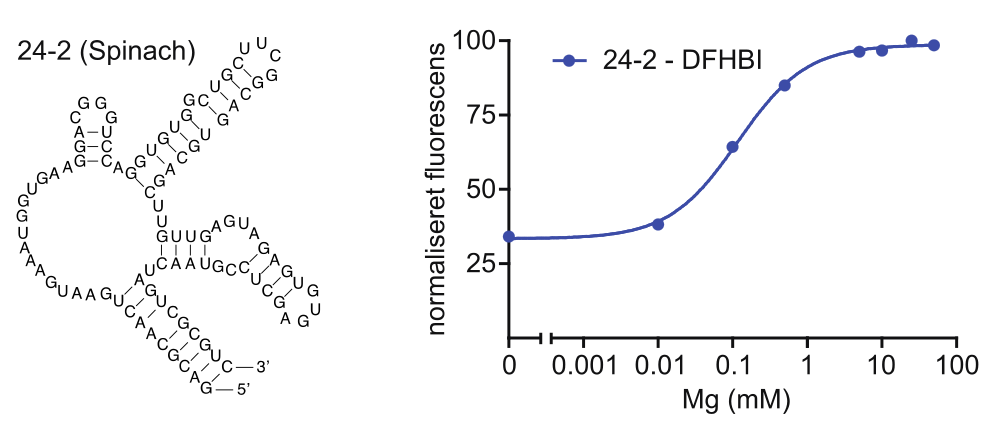 24-2 (Spinach)
GACGCAACUGAAUGAAAUGGUGAAGGACGGGUCCAGGUGUGGCUGCUUCGGCAGUGCAGCUUGUUGAGUAGAGUGUGAGCUCCGUAACUAGUCGCGUC
3’
5’
normaliseret fluorescens
100
75
50
25
24-2 - DFHBI
0 0.001 0.01 0.1 1 10 100
Mg (mM)